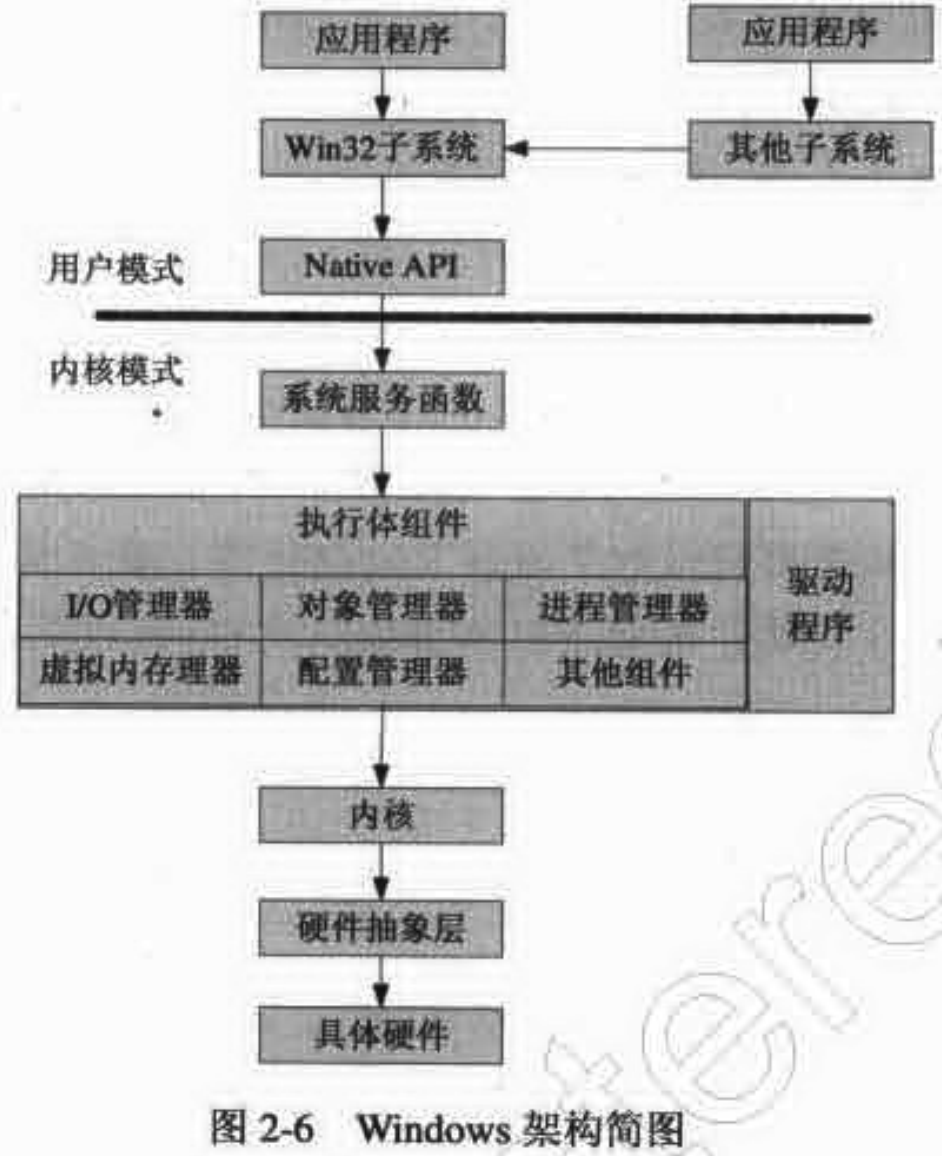 应用程序
应用程序
Win32子系统
其他子系统
用户模式
Native API
内核模式
系统服务函数
执行体组件
驱动
程序
I/O管理器
对象管理器
进程管理器
虚拟内存理器
配置管理器
其他组件
内核
硬件抽象层
具体硬件
图 2-6 Windows 架构简图